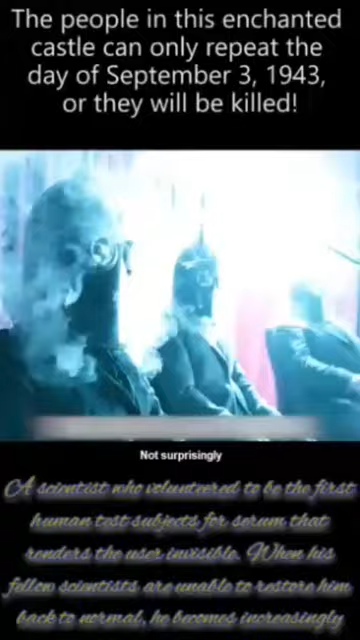 The people in this enchanted
castle can only repeat the
day of September 3, 1943,
or they will be killed!
Not surprisingly
A scientist who volunteered to be the first
human test subjects for serum that
renders the user invisible. When his
fellow scientists are unable to restore him
back to normal, he becomes increasingly